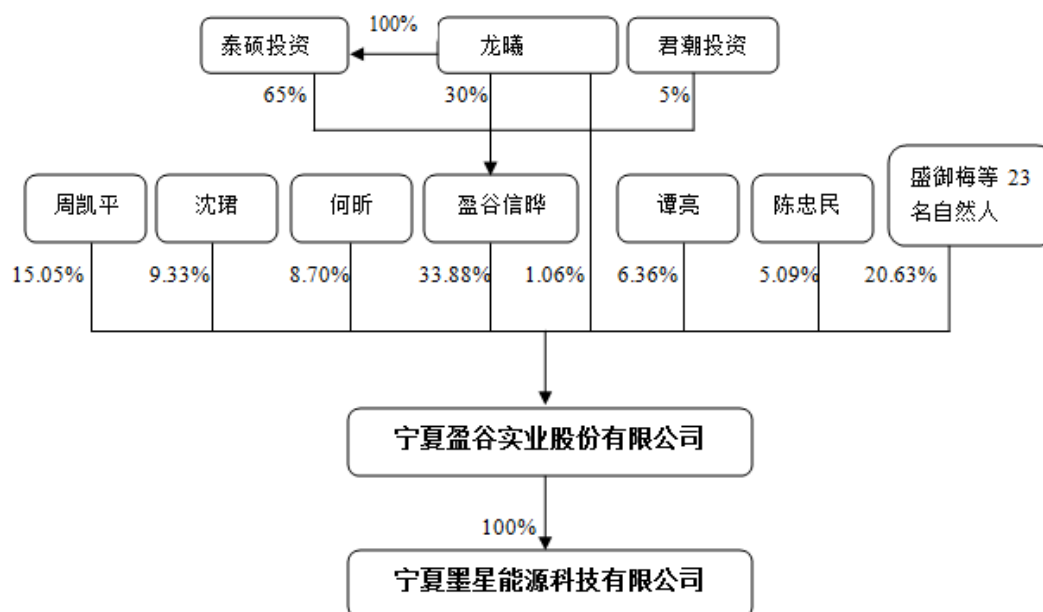 100%
泰硕投资
龙曦
君潮投资
65%
30%
5%
周凯平
沈珺
何昕
盈谷信晔
谭亮
陈忠民
盛御梅等 23
名自然人
15.05%
9.33%
8.70%
33.88%
1.06%
6.36%
5.09%
20.63%
宁夏盈谷实业股份有限公司
100%
宁夏墨星能源科技有限公司